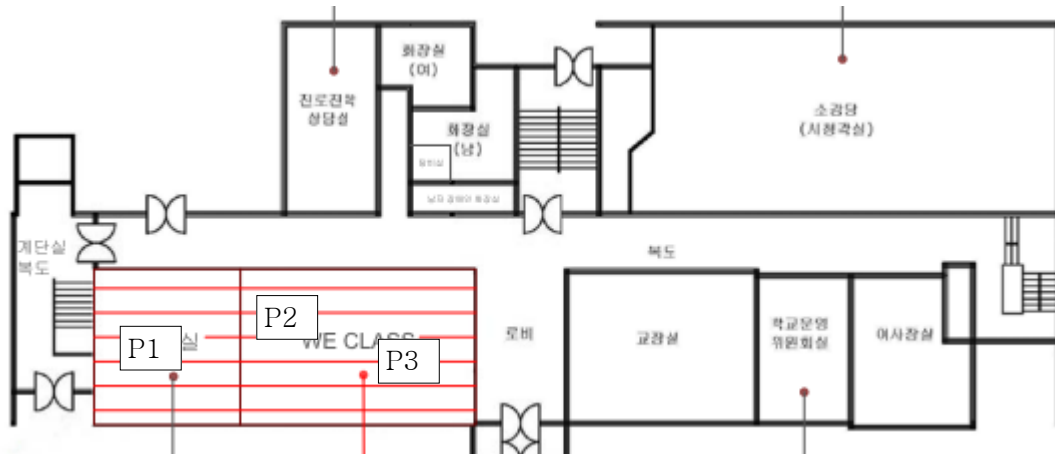 화장실
(여)
진로진학
상담실
화장실
(남)
소강당
(시청각실)
계단실
복도
복도
P1
실
P2
WE CLASS
P3
로비
교장실
학교운영
위원회실
이사장실